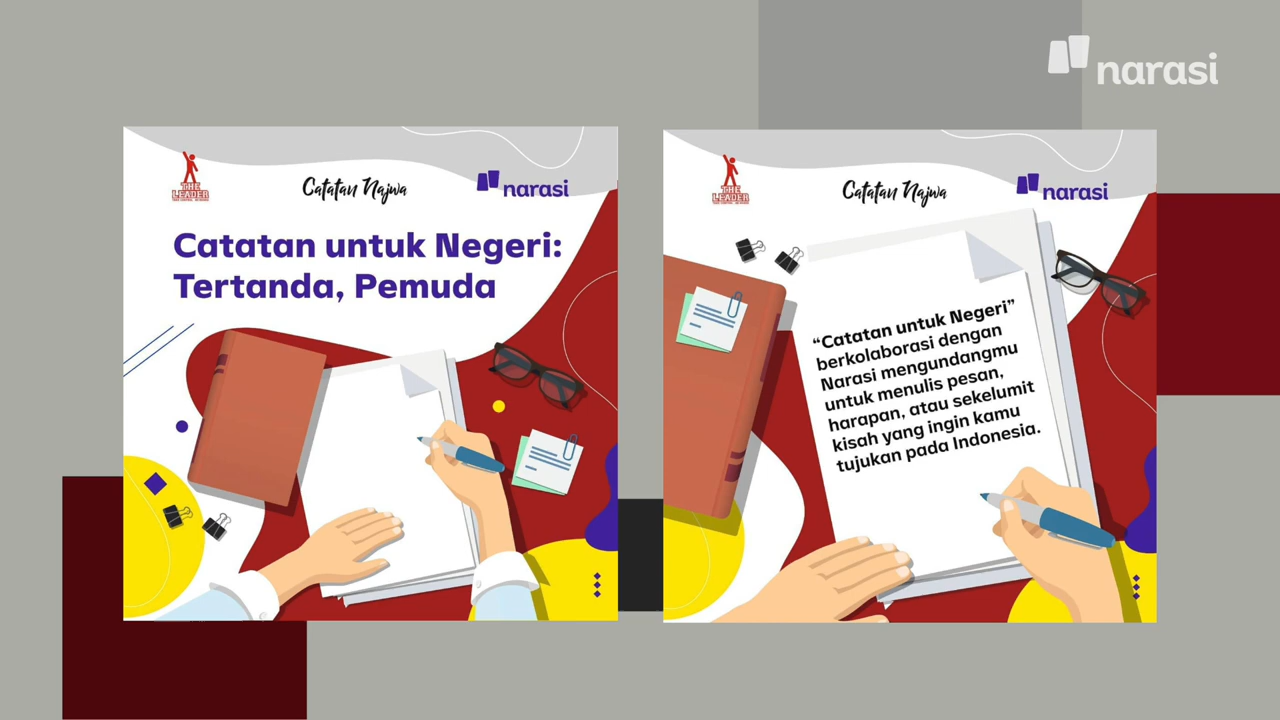 narasi
THE
LEADER
Catatan Najwa
narasi
Catatan untuk Negeri:
Tertanda, Pemuda
THE
LEADER
Catatan Najwa
narasi
“Catatan untuk Negeri”
berkolaborasi dengan
Narasi mengundangmu
untuk menulis pesan,
harapan, atau sekelumit
kisah yang ingin kamu
tujukan pada Indonesia.